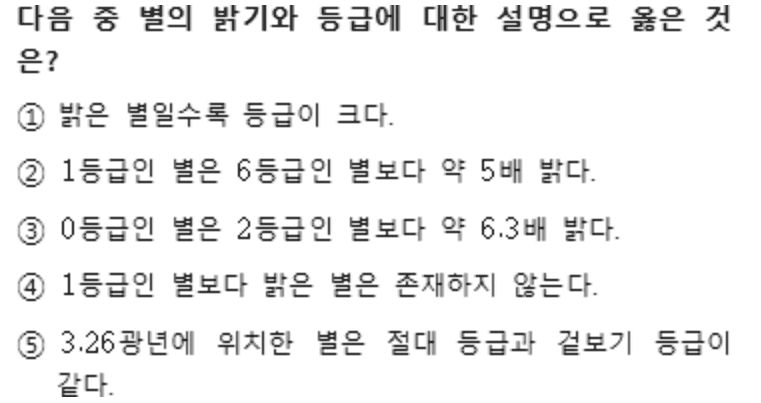 다음 중 별의 밝기와 등급에 대한 설명으로 옳은 것
은?
① 밝은 별일수록 등급이 크다.
② 1등급인 별은 6등급인 별보다 약 5배 밝다.
③ 0등급인 별은 2등급인 별보다 약 6.3배 밝다.
④ 1등급인 별보다 밝은 별은 존재하지 않는다.
⑤ 3.26광년에 위치한 별은 절대 등급과 겉보기 등급이
같다.